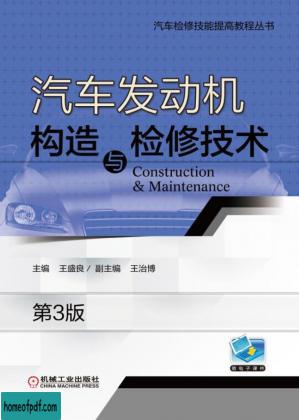 汽车检修技能提高教程丛书
汽车发动机
构造与检修技术
Construction
& Maintenance
主编 王盛良/副主编 王治博
第3版
机械工业出版社
CHINA MACHINE PRESS
附电子课件
homeofpdf.com